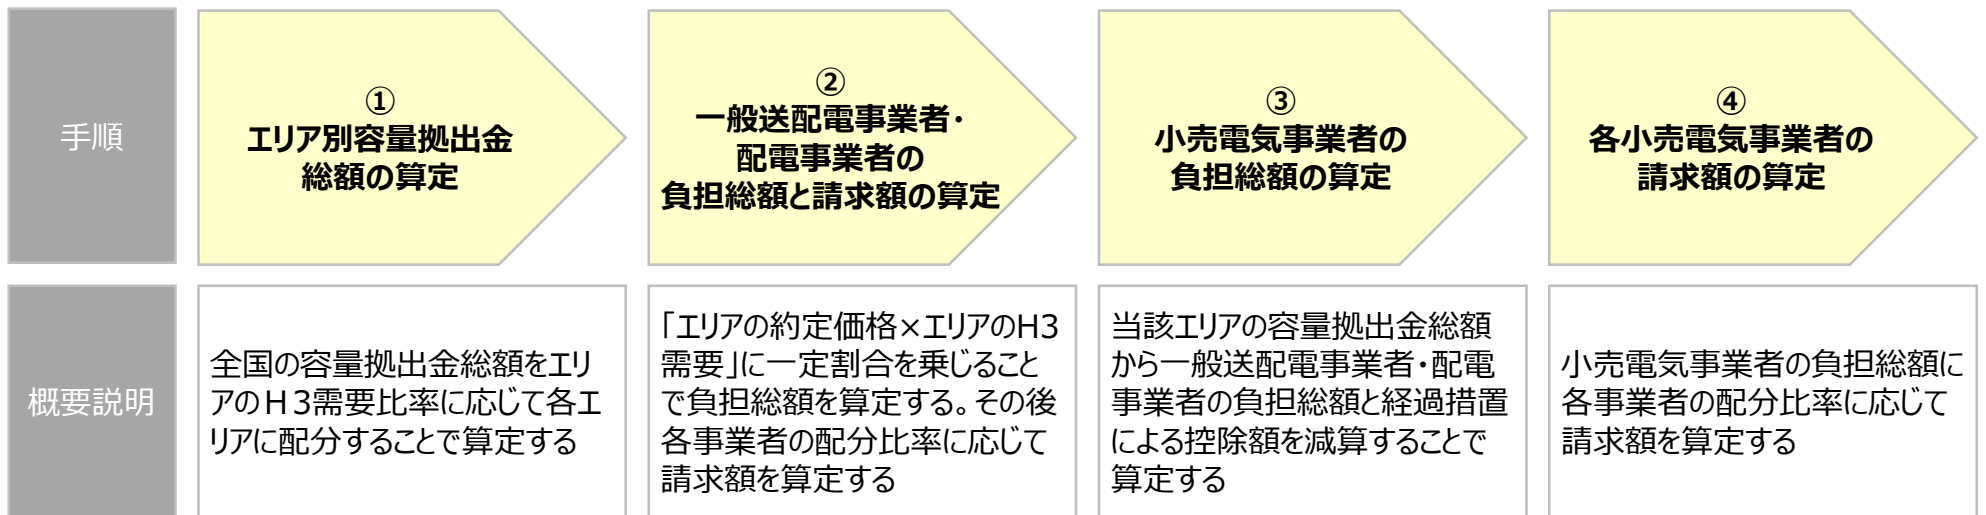 手順
①
エリア別容量拠出金
総額の算定
②
一般送配電事業者・
配電事業者の
負担総額と請求額の算定
③
小売電気事業者の
負担総額の算定
④
各小売電気事業者の
請求額の算定
概要説明
全国の容量拠出金総額をエリ
アのＨ3需要比率に応じて各エ
リアに配分することで算定する
「エリアの約定価格×エリアのH3
需要」に一定割合を乗じること
で負担総額を算定する。その後
各事業者の配分比率に応じて
請求額を算定する
当該エリアの容量拠出金総額
から一般送配電事業者・配電
事業者の負担総額と経過措置
による控除額を減算することで
算定する
小売電気事業者の負担総額に
各事業者の配分比率に応じて
請求額を算定する